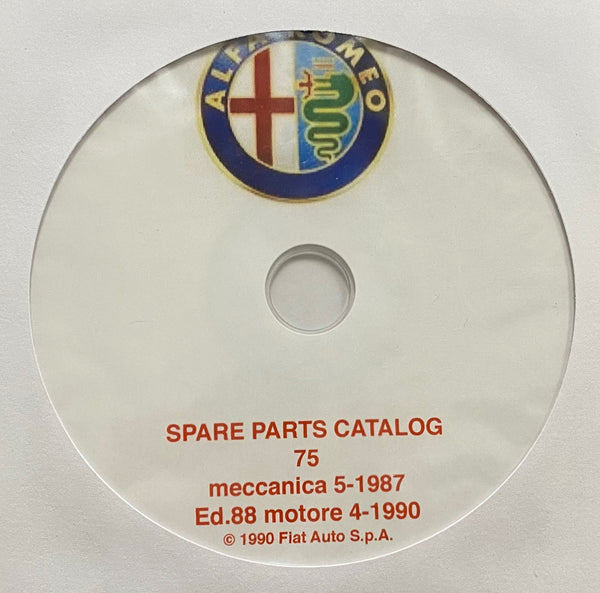 ALFA ROMEO
SPARE PARTS CATALOG
75
meccanica 5-1987
Ed.88 motore 4-1990
© 1990 Fiat Auto S.p.A.